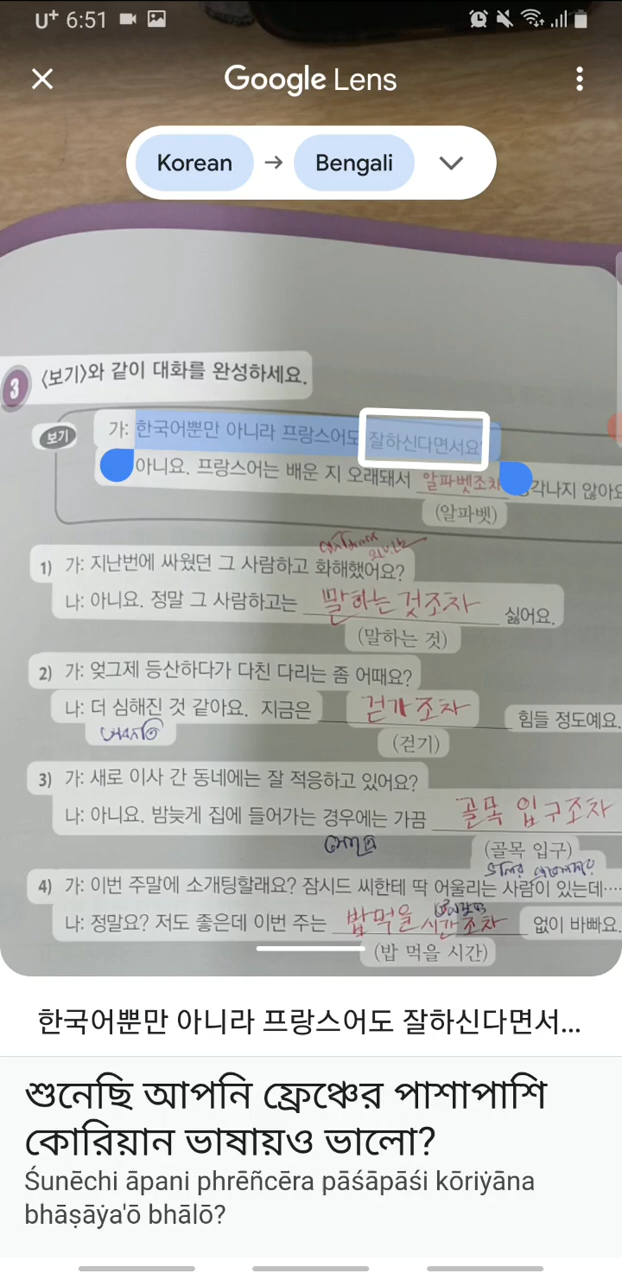 U+ 6:51
Google Lens
Korean → Bengali
3 〈보기〉와 같이 대화를 완성하세요.
보기 가: 한국어뿐만 아니라 프랑스어도 잘하신다면서요?
아니요. 프랑스어는 배운 지 오래돼서 알파벳조차 각나지 않아요
(알파벳)
1) 가: 지난번에 싸웠던 그 사람하고 화해했어요?
나: 아니요. 정말 그 사람하고는 말하는 것조차 싫어요.
(말하는 것)
2) 가: 엊그제 등산하다가 다친 다리는 좀 어때요?
나: 더 심해진 것 같아요. 지금은 걷기조차 힘들 정도예요.
(걷기)
3) 가: 새로 이사 간 동네에는 잘 적응하고 있어요?
나: 아니요. 밤늦게 집에 들어가는 경우에는 가끔 골목 입구조차
(골목 입구)
4) 가: 이번 주말에 소개팅할래요? 잠시드 씨한테 딱 어울리는 사람이 있는데····
나: 정말요? 저도 좋은데 이번 주는 밥먹을 시간조차 없이 바빠요.
(밥 먹을 시간)
한국어뿐만 아니라 프랑스어도 잘하신다면서...
শুনেছি আপনি ফ্রেঞ্চের পাশাপাশি
কোরিয়ান ভাষায়ও ভালো?
Śunēchi āpani phrēñcēra pāśāpāśi kōriẏāna
bhāṣāẏa'ō bhālō?